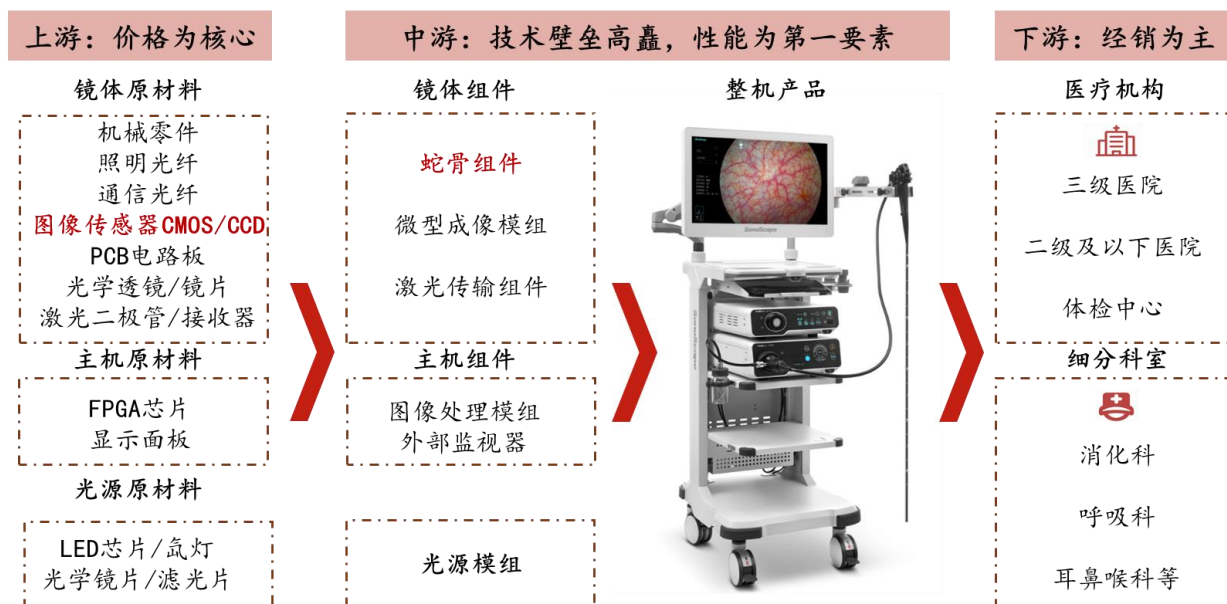 上游：价格为核心
中游：技术壁垒高矗，性能为第一要素
下游：经销为主
镜体原材料
机械零件
照明光纤
通信光纤
图像传感器CMOS/CCD
PCB电路板
光学透镜/镜片
激光二极管/接收器
主机原材料
FPGA芯片
显示面板
光源原材料
LED芯片/氙灯
光学镜片/滤光片
镜体组件
蛇骨组件
微型成像模组
激光传输组件
主机组件
图像处理模组
外部监视器
光源模组
整机产品
SonoScape
医疗机构
三级医院
二级及以下医院
体检中心
细分科室
消化科
呼吸科
耳鼻喉科等